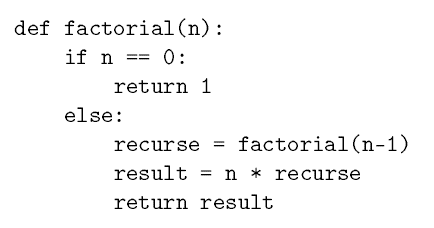 def factorial(n):
    if n == 0:
        return 1
    else:
        recurse = factorial(n-1)
        result = n * recurse
        return result